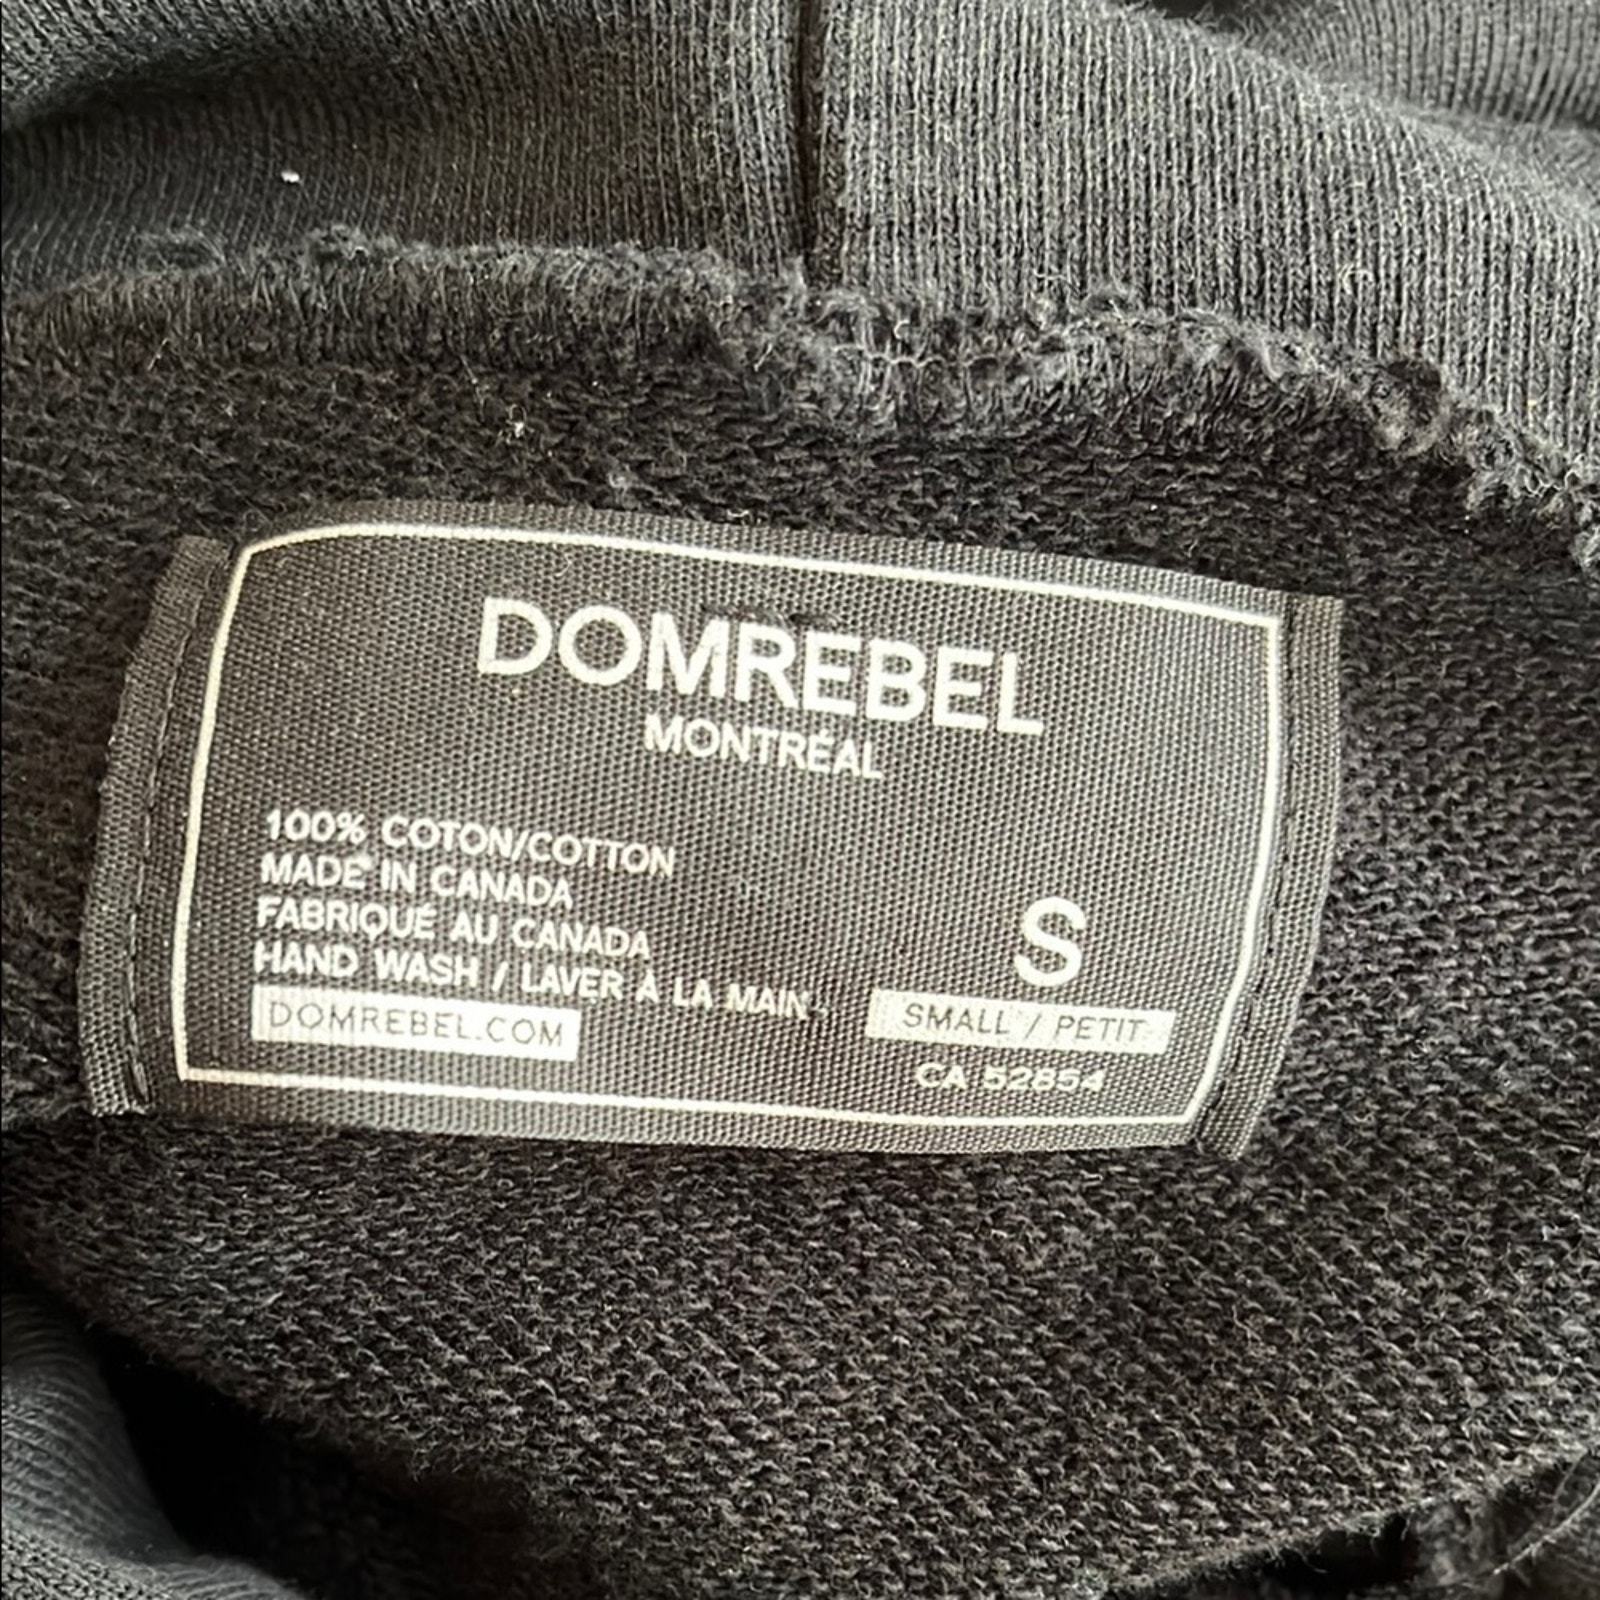 DOMREBEL
MONTRÉAL
100% COTON/COTTON
MADE IN CANADA
FABRIQUÉ AU CANADA
HAND WASH / LAVER À LA MAIN
DOMREBEL.COM
S
SMALL / PETIT
CA 52854